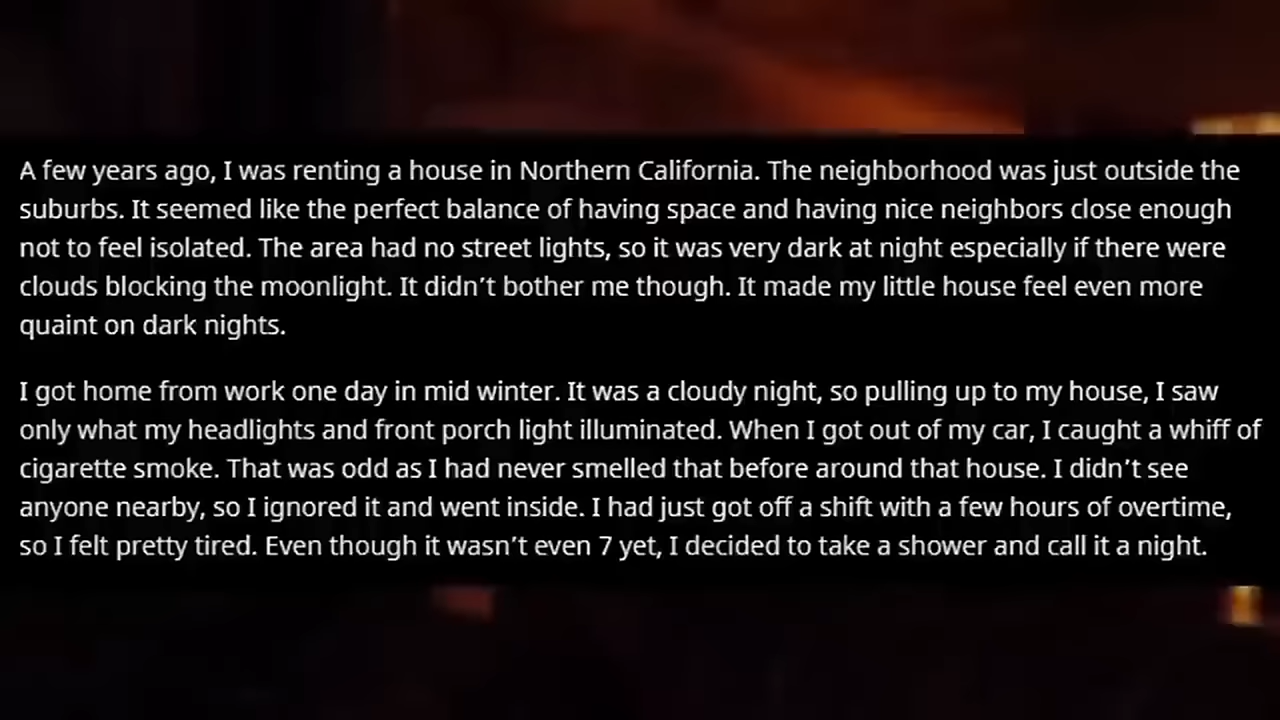 A few years ago, I was renting a house in Northern California. The neighborhood was just outside the
suburbs. It seemed like the perfect balance of having space and having nice neighbors close enough
not to feel isolated. The area had no street lights, so it was very dark at night especially if there were
clouds blocking the moonlight. It didn’t bother me though. It made my little house feel even more
quaint on dark nights.
I got home from work one day in mid winter. It was a cloudy night, so pulling up to my house, I saw
only what my headlights and front porch light illuminated. When I got out of my car, I caught a whiff of
cigarette smoke. That was odd as I had never smelled that before around that house. I didn’t see
anyone nearby, so I ignored it and went inside. I had just got off a shift with a few hours of overtime,
so I felt pretty tired. Even though it wasn’t even 7 yet, I decided to take a shower and call it a night.